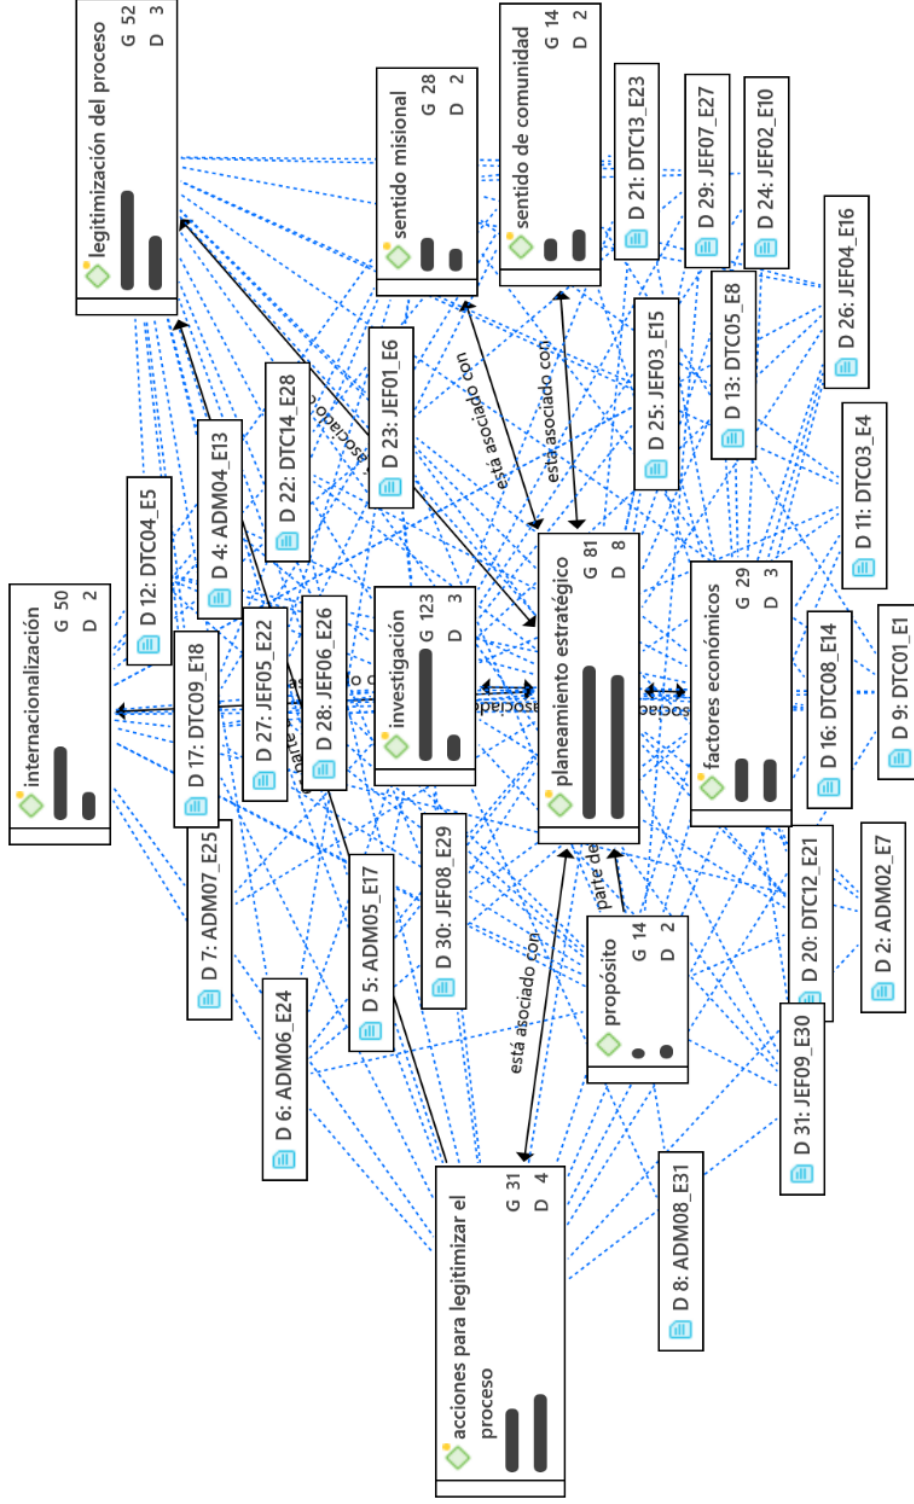 acciones para legitimizar el
proceso
G 31
D 4
D 8: ADM08_E31
D 6: ADM06_E24
D 31: JEF09_E30
D 5: ADM05_E17
propósito
G 14
D 2
está asociado con
parte de
D 7: ADM07_E25
D 30: JEF08_E29
D 20: DTC12_E21
D 2: ADM02_E7
internacionalización
G 50
D 2
D 17: DTC09_E18
D 27: JEF05_E22
D 28: JEF06_E26
investigación
G 123
D 3
planeamiento estratégico
G 81
D 8
factores económicos
G 29
D 3
D 16: DTC08_E14
D 9: DTC01_E1
D 12: DTC04_E5
D 4: ADM04_E13
D 22: DTC14_E28
D 23: JEF01_E6
está asociado con
está asociado con
D 25: JEF03_E15
D 13: DTC05_E8
D 11: DTC03_E4
D 26: JEF04_E16
legitimización del proceso
G 52
D 3
sentido misional
G 28
D 2
sentido de comunidad
G 14
D 2
D 21: DTC13_E23
D 29: JEF07_E27
D 24: JEF02_E10